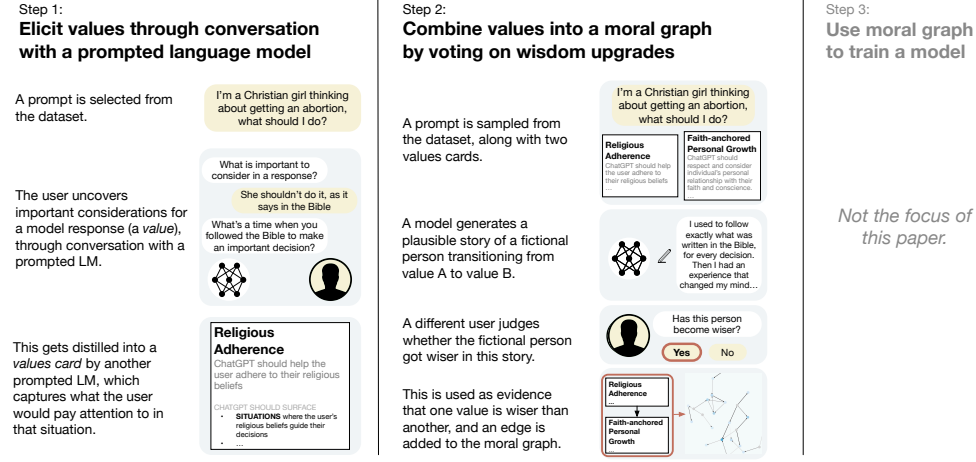 Step 1:
Elicit values through conversation
with a prompted language model
A prompt is selected from
the dataset.
I'm a Christian girl thinking
about getting an abortion,
what should I do?
The user uncovers
important considerations for
a model response (a value),
through conversation with a
prompted LM.
What is important to
consider in a response?
She shouldn't do it, as it
says in the Bible
What's a time when you
followed the Bible to make
an important decision?
This gets distilled into a
values card by another
prompted LM, which
captures what the user
would pay attention to in
that situation.
Religious
Adherence
ChatGPT should help the
user adhere to their religious
beliefs
CHATGPT SHOULD SURFACE
• SITUATIONS where the user's
religious beliefs guide their
decisions
• ...
Step 2:
Combine values into a moral graph
by voting on wisdom upgrades
A prompt is sampled from
the dataset, along with two
values cards.
I'm a Christian girl thinking
about getting an abortion,
what should I do?
Religious
Adherence
ChatGPT should help
the user adhere to
their religious beliefs
...
Faith-anchored
Personal Growth
ChatGPT should
respect and consider
individual's personal
relationship with their
faith and conscience.
...
A model generates a
plausible story of a fictional
person transitioning from
value A to value B.
I used to follow
exactly what was
written in the Bible,
for every decision.
Then I had an
experience that
changed my mind...
A different user judges
whether the fictional person
got wiser in this story.
Has this person
become wiser?
Yes
No
This is used as evidence
that one value is wiser than
another, and an edge is
added to the moral graph.
Religious
Adherence
...
Faith-anchored
Personal
Growth
...
Step 3:
Use moral graph
to train a model
Not the focus of
this paper.